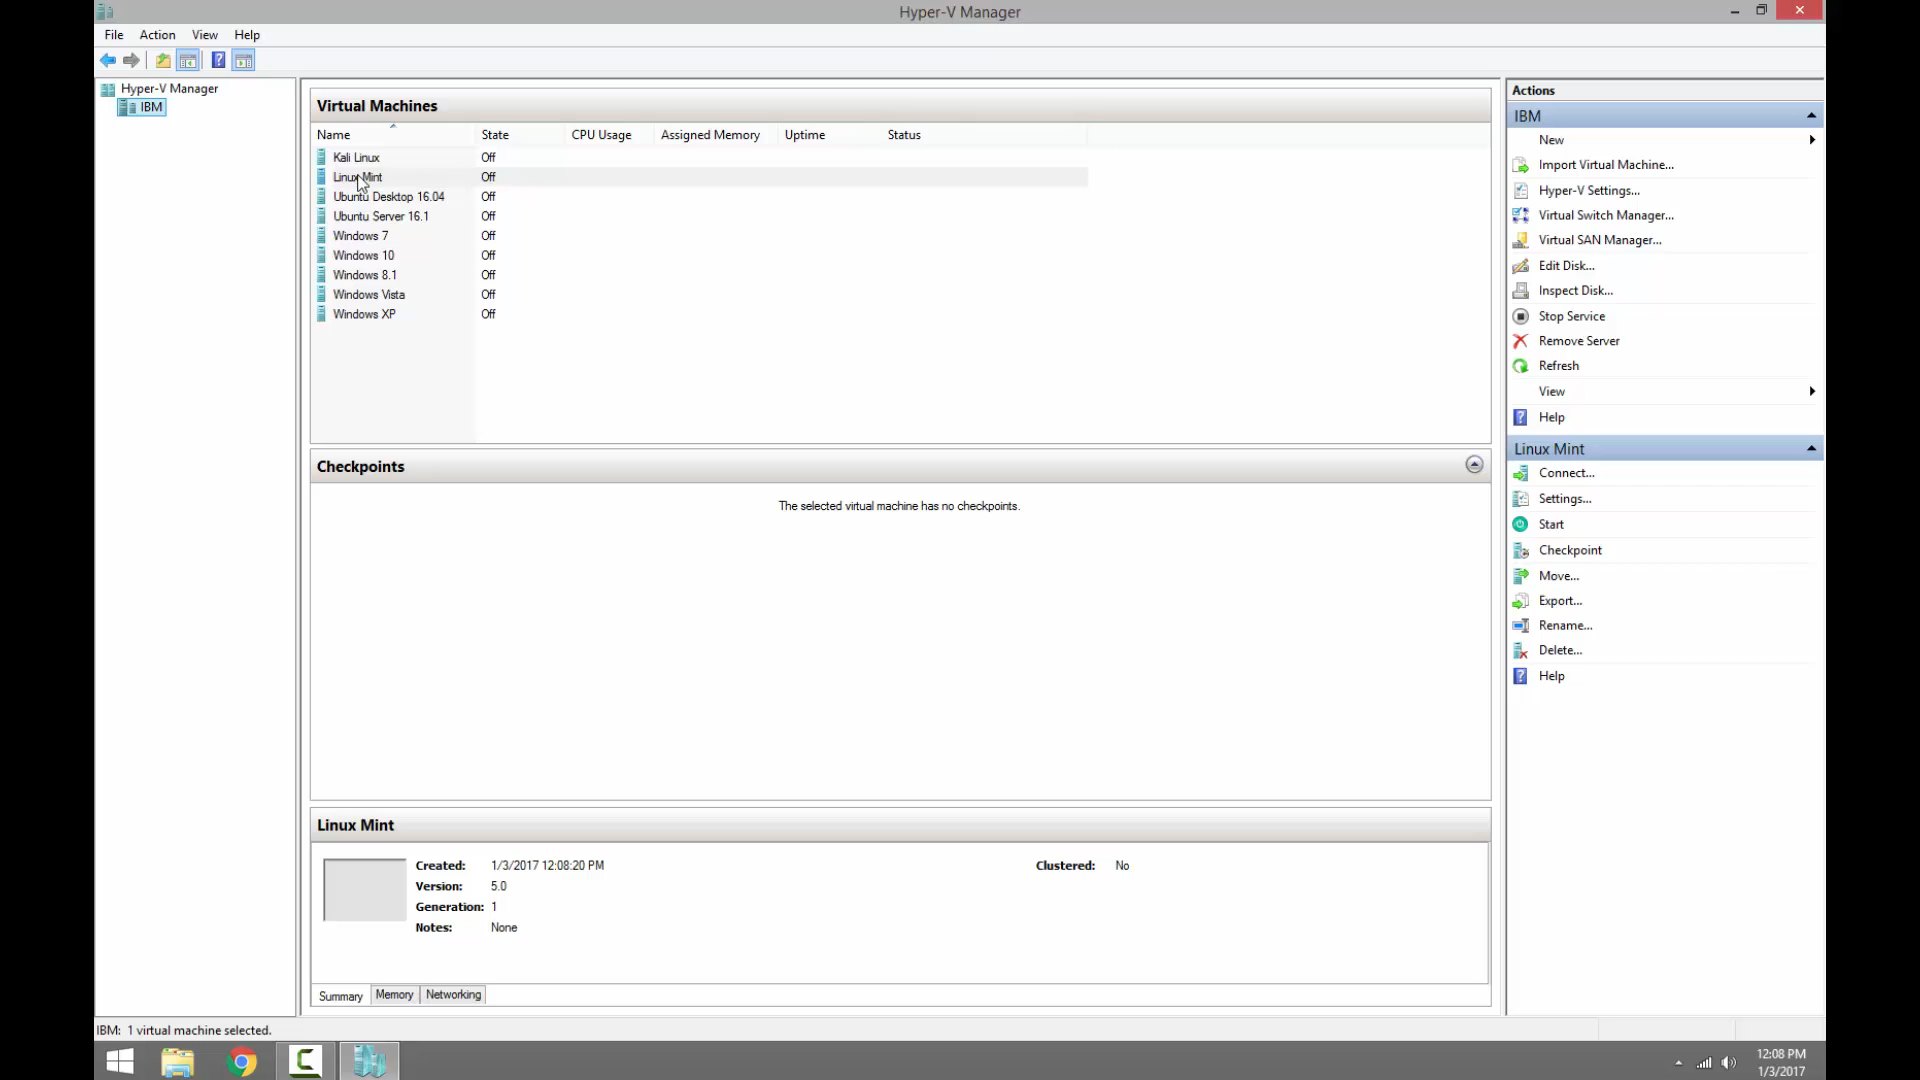 Hyper-V Manager
File Action View Help
Hyper-V Manager
IBM
Virtual Machines
Name State CPU Usage Assigned Memory Uptime Status
Kali Linux Off
Linux Mint Off
Ubuntu Desktop 16.04 Off
Ubuntu Server 16.1 Off
Windows 7 Off
Windows 10 Off
Windows 8.1 Off
Windows Vista Off
Windows XP Off
Checkpoints
The selected virtual machine has no checkpoints.
Linux Mint
Created: 1/3/2017 12:08:20 PM Clustered: No
Version: 5.0
Generation: 1
Notes: None
Summary Memory Networking
Actions
IBM
New
Import Virtual Machine...
Hyper-V Settings...
Virtual Switch Manager...
Virtual SAN Manager...
Edit Disk...
Inspect Disk...
Stop Service
Remove Server
Refresh
View
Help
Linux Mint
Connect...
Settings...
Start
Checkpoint
Move...
Export...
Rename...
Delete...
Help
IBM: 1 virtual machine selected.
12:08 PM
1/3/2017